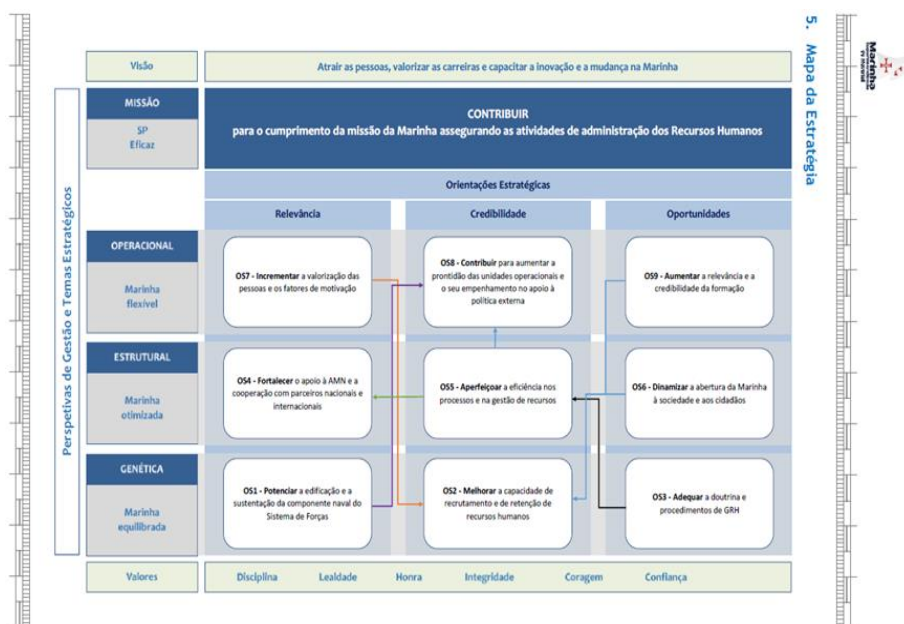 Marinha
5. Mapa da Estratégia
Perspetivas de Gestão e Temas Estratégicos
Visão
Atrair as pessoas, valorizar as carreiras e capacitar a inovação e a mudança na Marinha
MISSÃO
SP
Eficaz
CONTRIBUIR
para o cumprimento da missão da Marinha assegurando as atividades de administração dos Recursos Humanos
Orientações Estratégicas
Relevância
Credibilidade
Oportunidades
OPERACIONAL
Marinha
flexível
OS7 - Incrementar a valorização das
pessoas e os fatores de motivação
OS8 - Contribuir para aumentar a
prontidão das unidades operacionais e
o seu empenhamento no apoio à
política externa
OS9 - Aumentar a relevância e a
credibilidade da formação
ESTRUTURAL
Marinha
otimizada
OS4 - Fortalecer o apoio à AMN e a
cooperação com parceiros nacionais e
internacionais
OS5 - Aperfeiçoar a eficiência nos
processos e na gestão de recursos
OS6 - Dinamizar a abertura da Marinha
à sociedade e aos cidadãos
GENÉTICA
Marinha
equilibrada
OS1 - Potenciar a edificação e a
sustentação da componente naval do
Sistema de Forças
OS2 - Melhorar a capacidade de
recrutamento e de retenção de
recursos humanos
OS3 - Adequar a doutrina e
procedimentos de GRH
Valores
Disciplina Lealdade Honra Integridade Coragem Confiança